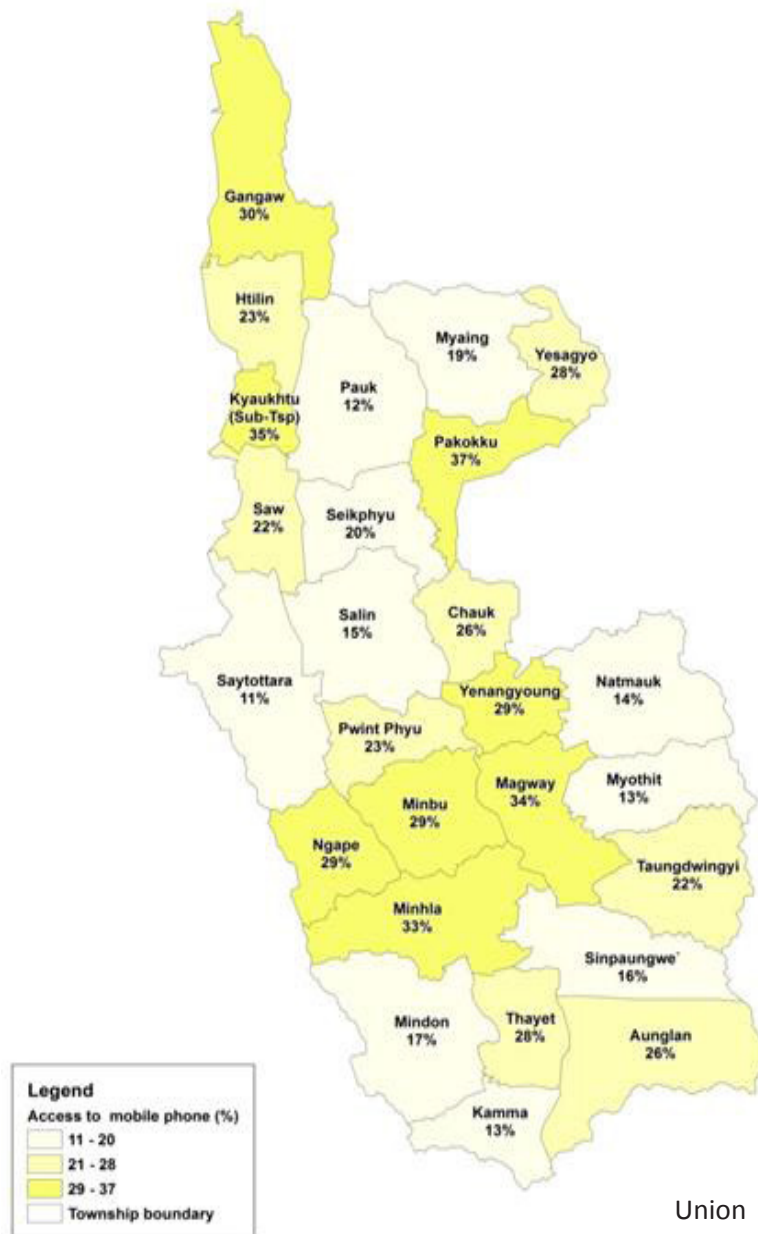 Gangaw
30%
Htilin
23%
Myaing
19%
Yesagyo
28%
Kyaukhtu
(Sub-Tsp)
35%
Pauk
12%
Pakokku
37%
Saw
22%
Seikphyu
20%
Salin
15%
Chauk
26%
Saytottara
11%
Yenangyoung
29%
Natmauk
14%
Pwint Phyu
23%
Magway
34%
Myothit
13%
Minbu
29%
Ngape
29%
Taungdwingyi
22%
Minhla
33%
Sinpaungwe`
16%
Mindon
17%
Thayet
28%
Aunglan
26%
Kamma
13%
Legend
Access to mobile phone (%)
11 - 20
21 - 28
29 - 37
Township boundary
Union